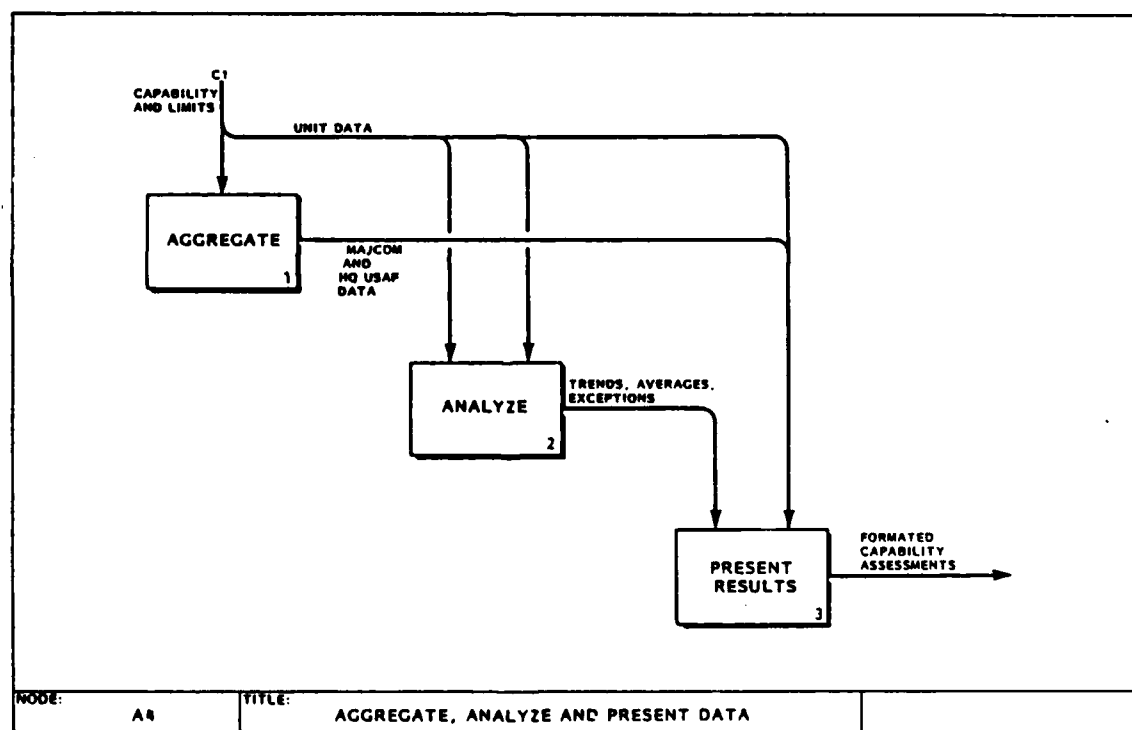 C1
CAPABILITY
AND LIMITS
UNIT DATA
AGGREGATE
1
MAJCOM
AND
HQ USAF
DATA
ANALYZE
2
TRENDS, AVERAGES,
EXCEPTIONS
PRESENT
RESULTS
3
FORMATED
CAPABILITY
ASSESSMENTS
NODE:
A4
TITLE:
AGGREGATE, ANALYZE AND PRESENT DATA